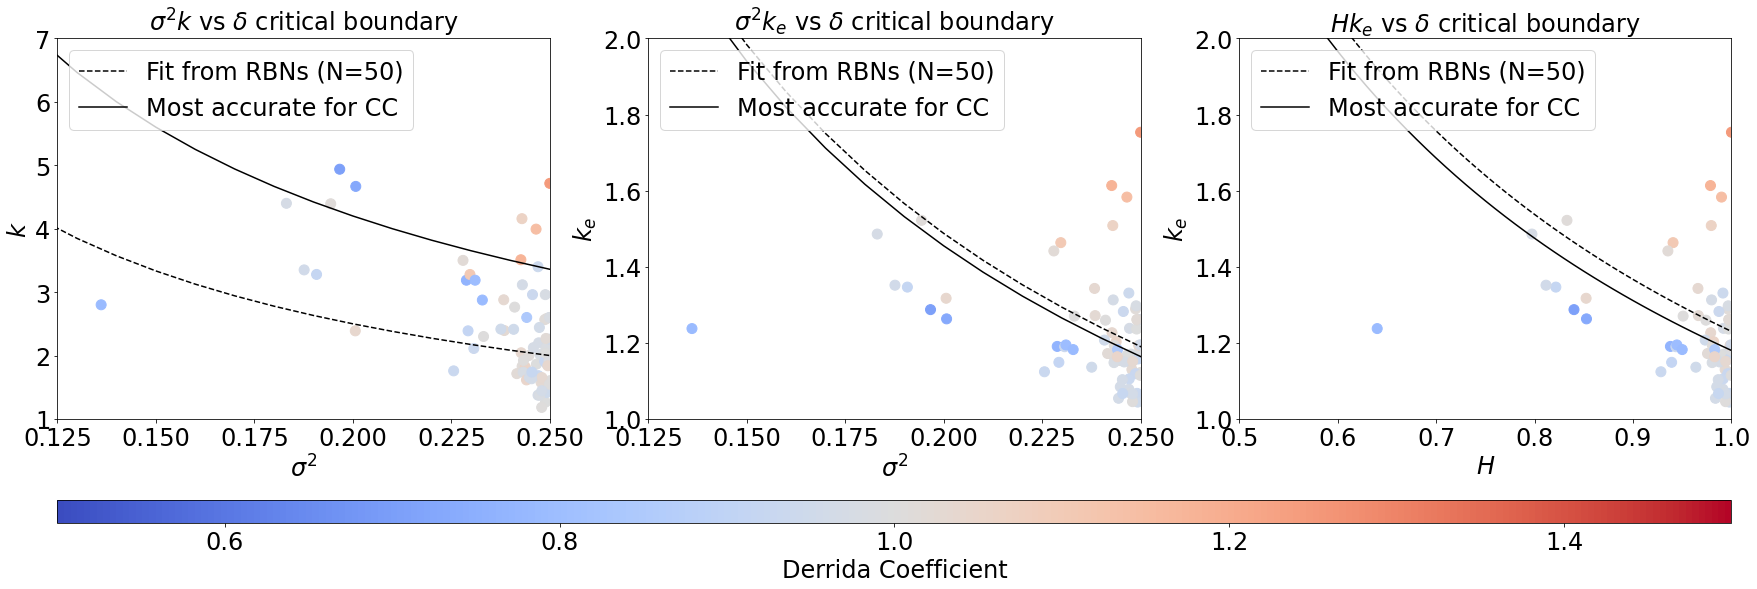 σ²k vs δ critical boundary
7
6
5
4
3
2
1
k
Fit from RBNs (N=50)
Most accurate for CC
0.125 0.150 0.175 0.200 0.225 0.250
σ²
σ²kₑ vs δ critical boundary
2.0
1.8
1.6
1.4
1.2
1.0
kₑ
Fit from RBNs (N=50)
Most accurate for CC
0.125 0.150 0.175 0.200 0.225 0.250
σ²
Hkₑ vs δ critical boundary
2.0
1.8
1.6
1.4
1.2
1.0
kₑ
Fit from RBNs (N=50)
Most accurate for CC
0.5 0.6 0.7 0.8 0.9 1.0
H
0.6 0.8 1.0 1.2 1.4
Derrida Coefficient